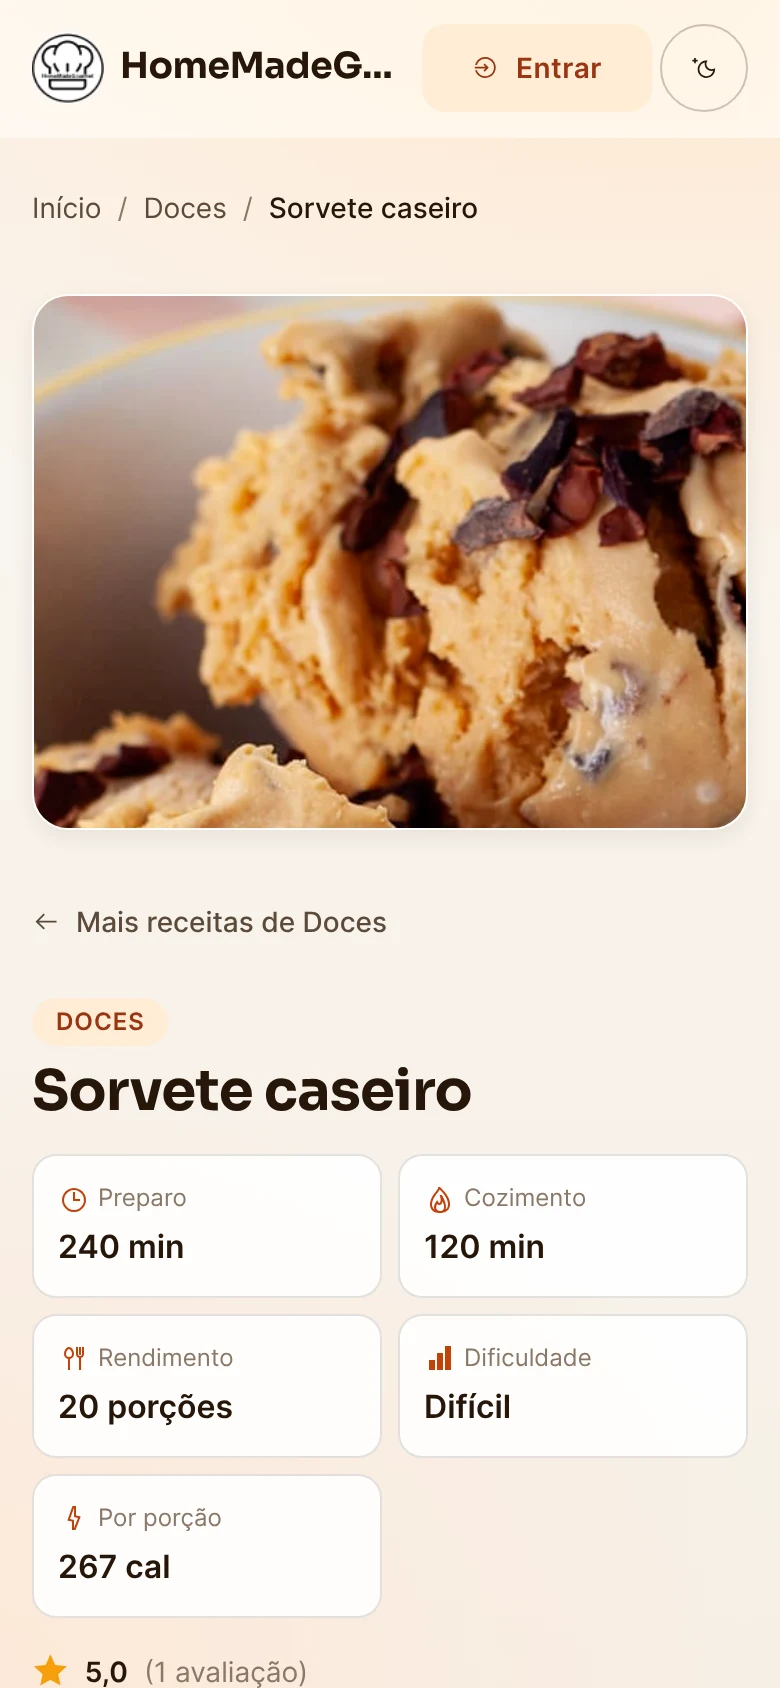 HomeMadeG...
Entrar
Início / Doces / Sorvete caseiro
← Mais receitas de Doces
DOCES
Sorvete caseiro
Preparo
240 min
Cozimento
120 min
Rendimento
20 porções
Dificuldade
Difícil
Por porção
267 cal
5,0 (1 avaliação)